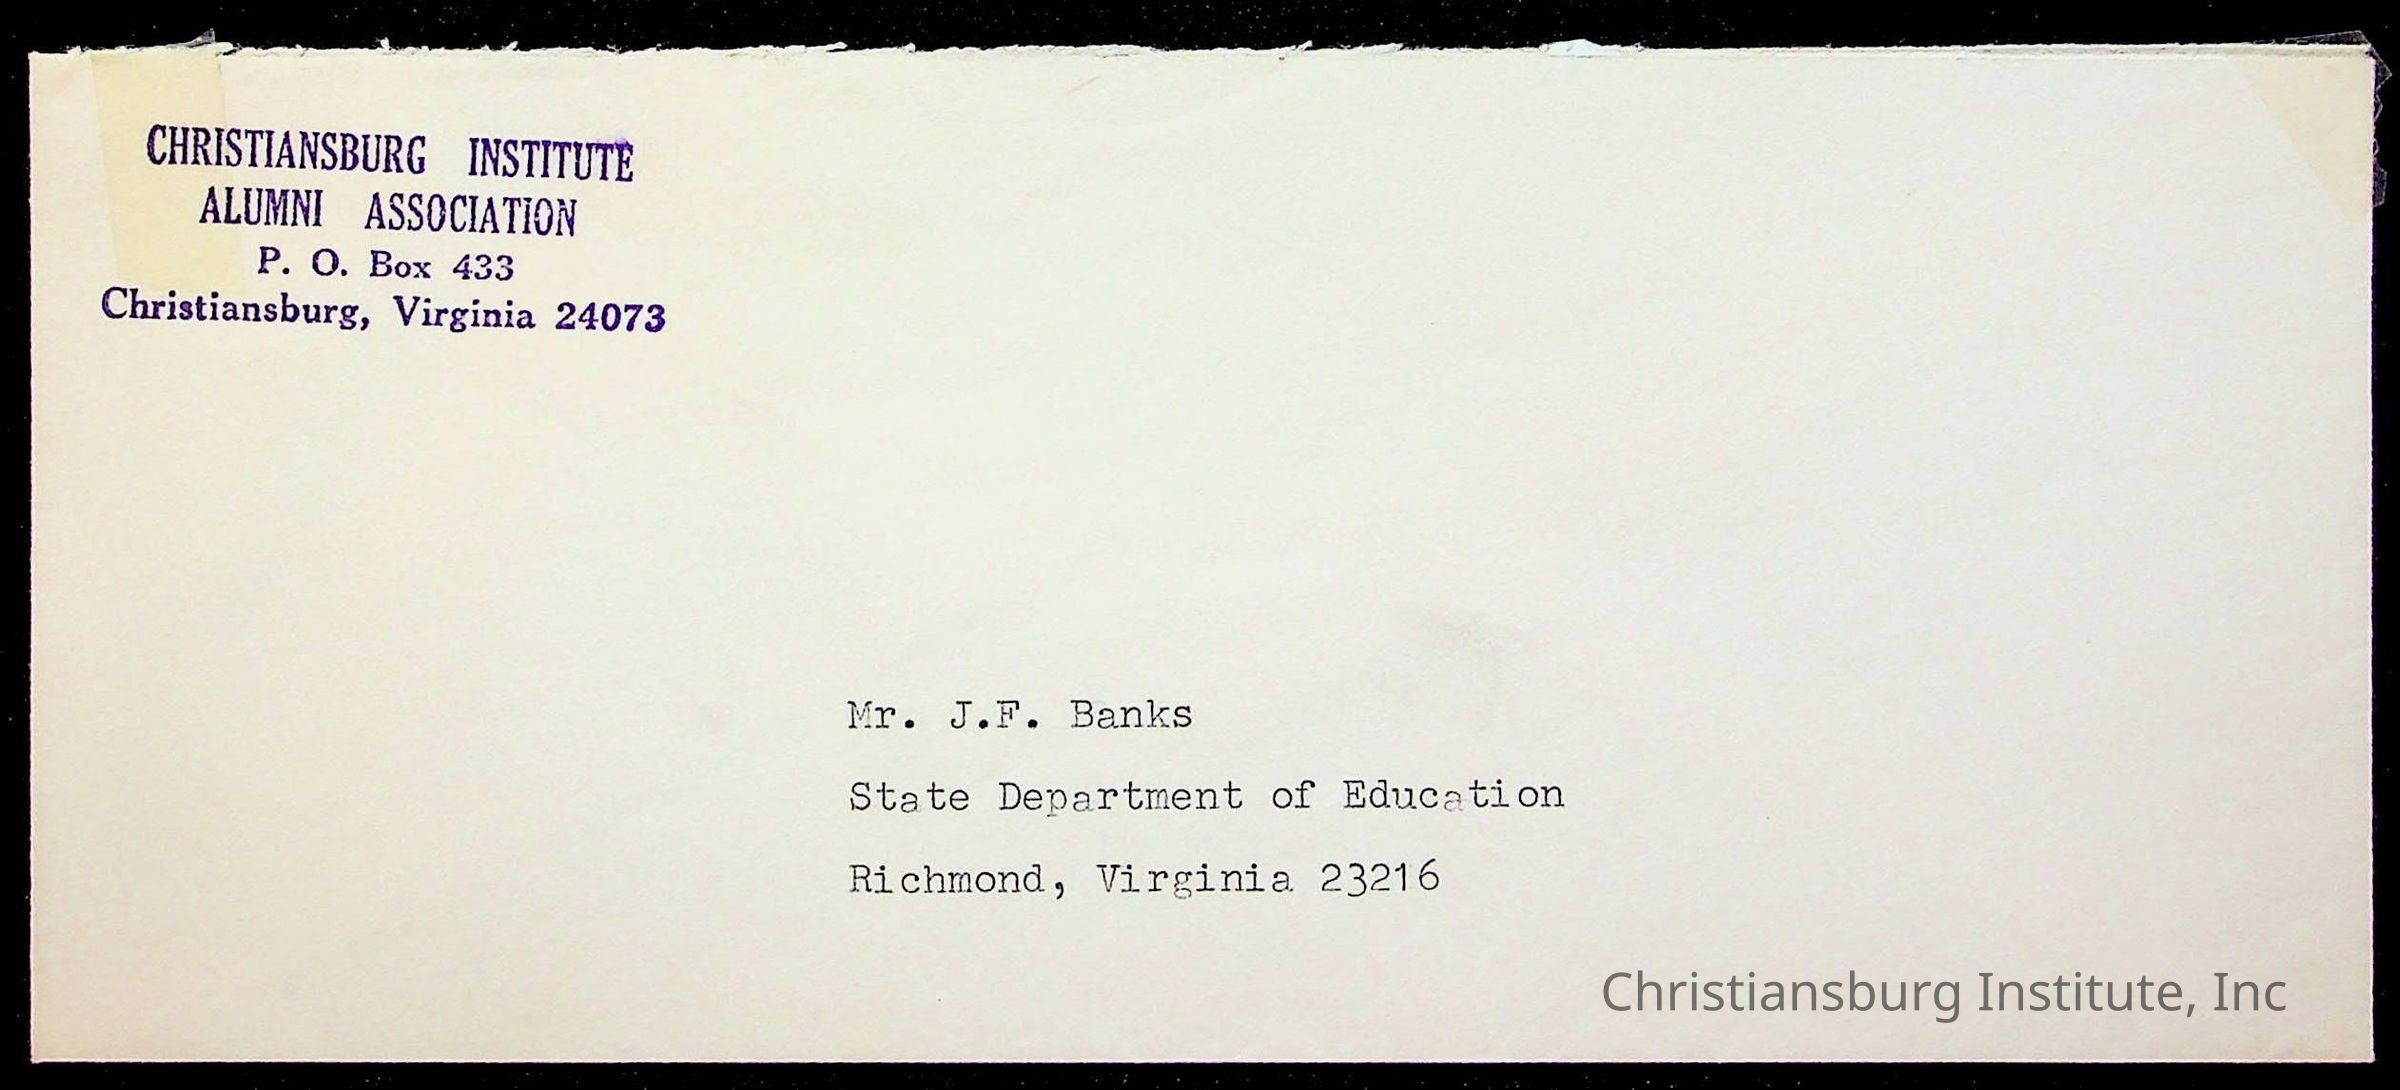 CHRISTIANSBURG INSTITUTE
ALUMNI ASSOCIATION
P. O. Box 433
Christiansburg, Virginia 24073
Mr. J.F. Banks
State Department of Education
Richmond, Virginia 23216
Christiansburg Institute, Inc